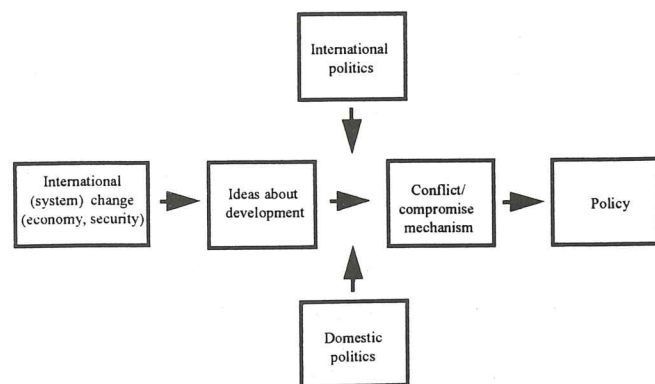 International
politics
International
(system) change
(economy, security)
Ideas about
development
Conflict/
compromise
mechanism
Policy
Domestic
politics